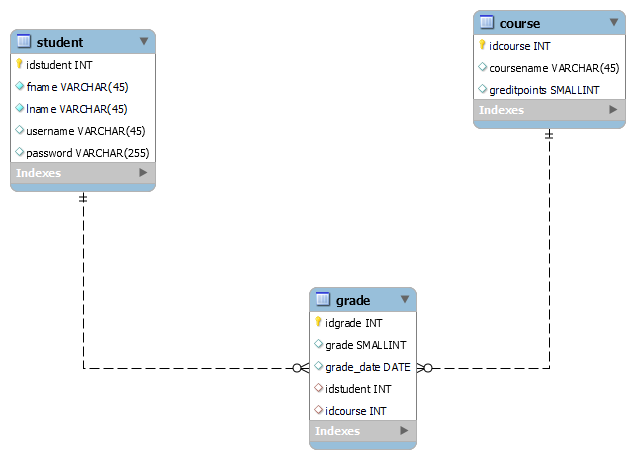 student
idstudent INT
fname VARCHAR(45)
lname VARCHAR(45)
username VARCHAR(45)
password VARCHAR(255)
Indexes
course
idcourse INT
coursename VARCHAR(45)
greditpoints SMALLINT
Indexes
grade
idgrade INT
grade SMALLINT
grade_date DATE
idstudent INT
idcourse INT
Indexes